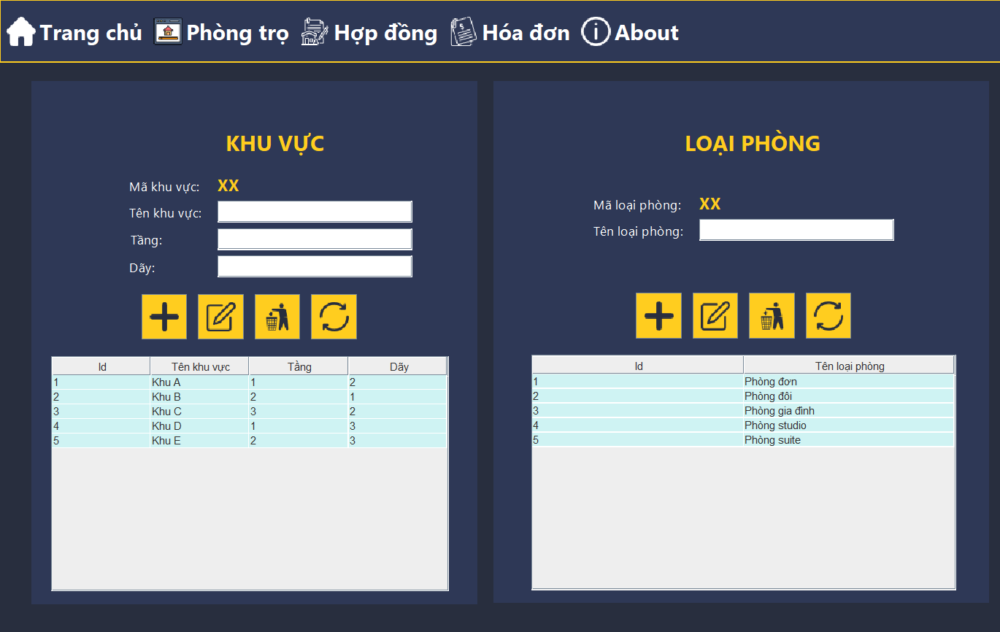 Trang chủ Phòng trọ Hợp đồng Hóa đơn About
KHU VỰC
Mã khu vực: XX
Tên khu vực:
Tầng:
Dãy:
Id Tên khu vực Tầng Dãy
1 Khu A 1 2
2 Khu B 2 1
3 Khu C 3 2
4 Khu D 1 3
5 Khu E 2 3
LOẠI PHÒNG
Mã loại phòng: XX
Tên loại phòng:
Id Tên loại phòng
1 Phòng đơn
2 Phòng đôi
3 Phòng gia đình
4 Phòng studio
5 Phòng suite